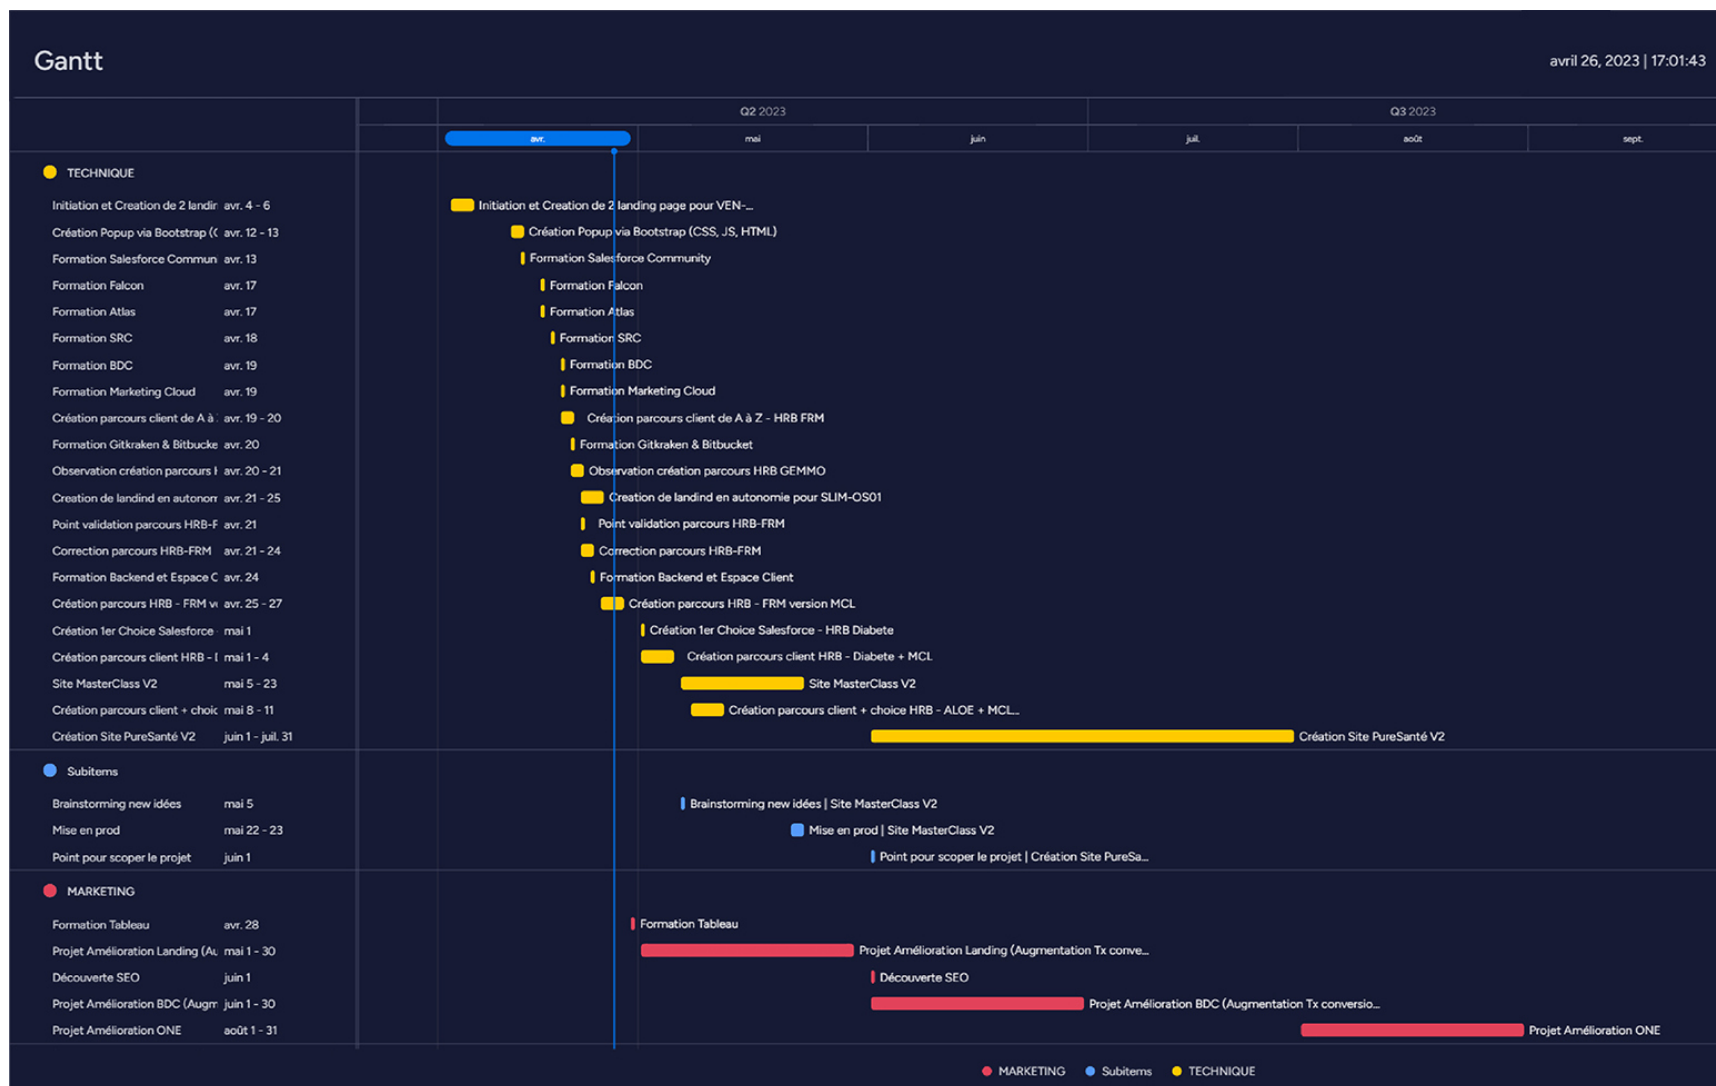 Gantt
avril 26, 2023 | 17:01:43
Q2 2023 Q3 2023
avr. mai juin juil. août sept.
TECHNIQUE
Initiation et Creation de 2 landin avr. 4 - 6 Initiation et Creation de 2 landing page pour VEN-...
Création Popup via Bootstrap (C avr. 12 - 13 Création Popup via Bootstrap (CSS, JS, HTML)
Formation Salesforce Commun avr. 13 Formation Salesforce Community
Formation Falcon avr. 17 Formation Falcon
Formation Atlas avr. 17 Formation Atlas
Formation SRC avr. 18 Formation SRC
Formation BDC avr. 19 Formation BDC
Formation Marketing Cloud avr. 19 Formation Marketing Cloud
Création parcours client de A à avr. 19 - 20 Création parcours client de A à Z - HRB FRM
Formation Gitkraken & Bitbucke avr. 20 Formation Gitkraken & Bitbucket
Observation création parcours avr. 20 - 21 Observation création parcours HRB GEMMO
Creation de landind en autonom avr. 21 - 25 Creation de landind en autonomie pour SLIM-OS01
Point validation parcours HRB-F avr. 21 Point validation parcours HRB-FRM
Correction parcours HRB-FRM avr. 21 - 24 Correction parcours HRB-FRM
Formation Backend et Espace C avr. 24 Formation Backend et Espace Client
Création parcours HRB - FRM v avr. 25 - 27 Création parcours HRB - FRM version MCL
Création 1er Choice Salesforce mai 1 Création 1er Choice Salesforce - HRB Diabete
Création parcours client HRB - mai 1 - 4 Création parcours client HRB - Diabete + MCL
Site MasterClass V2 mai 5 - 23 Site MasterClass V2
Création parcours client + choic mai 8 - 11 Création parcours client + choice HRB - ALOE + MCL...
Création Site PureSanté V2 juin 1 - juil. 31 Création Site PureSanté V2
Subitems
Brainstorming new idées mai 5 Brainstorming new idées | Site MasterClass V2
Mise en prod mai 22 - 23 Mise en prod | Site MasterClass V2
Point pour scoper le projet juin 1 Point pour scoper le projet | Création Site PureSa...
MARKETING
Formation Tableau avr. 28 Formation Tableau
Projet Amélioration Landing (Au mai 1 - 30 Projet Amélioration Landing (Augmentation Tx conve...
Découverte SEO juin 1 Découverte SEO
Projet Amélioration BDC (Augm juin 1 - 30 Projet Amélioration BDC (Augmentation Tx conversio...
Projet Amélioration ONE août 1 - 31 Projet Amélioration ONE
MARKETING Subitems TECHNIQUE